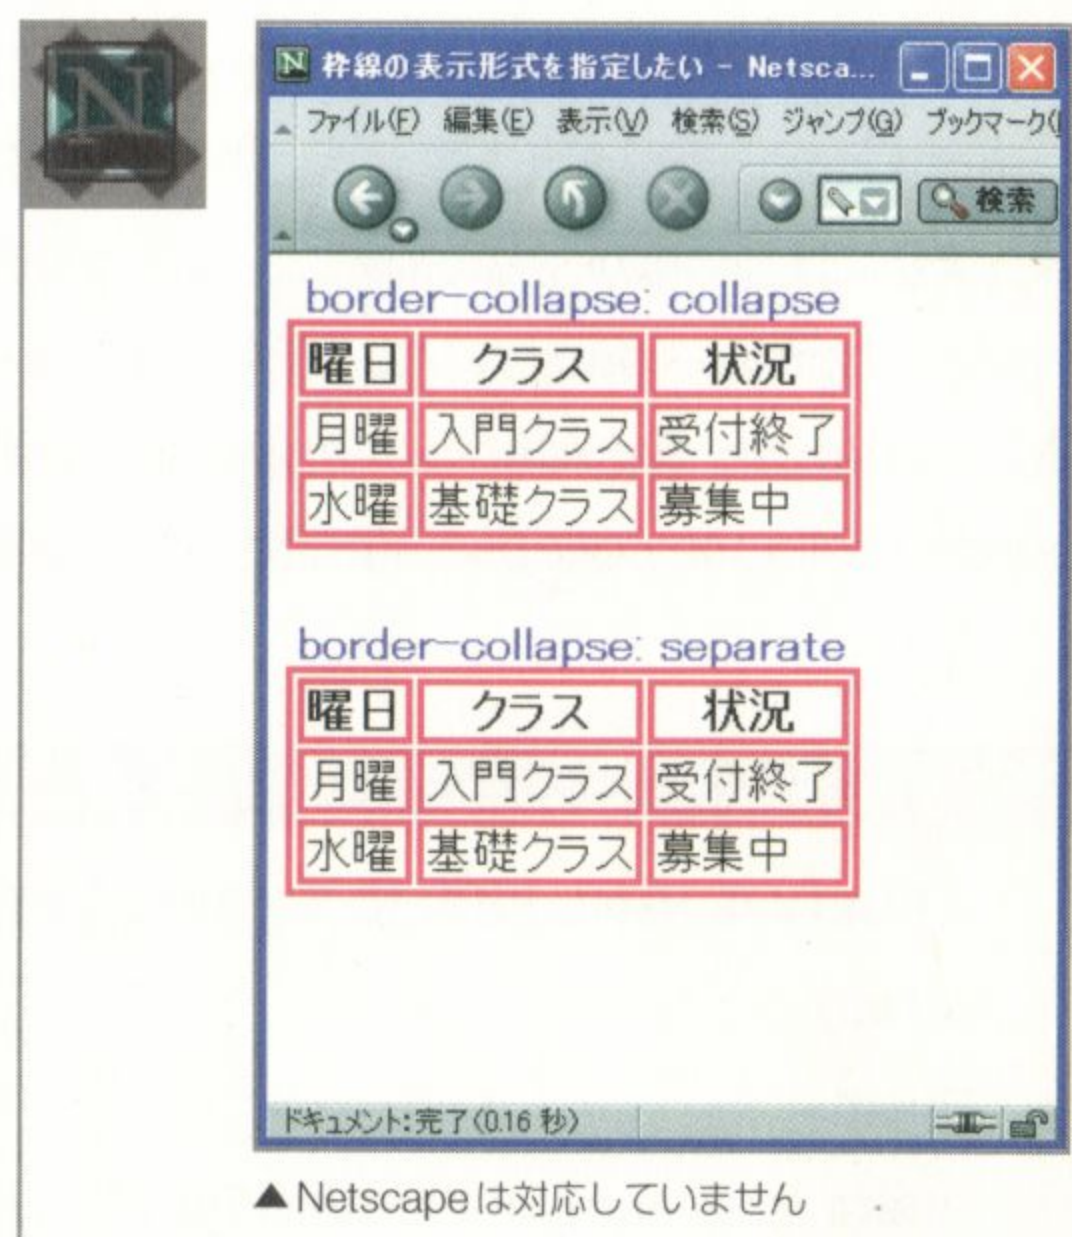 枠線の表示形式を指定したい - Netsca...
ファイル(F) 編集(E) 表示(V) 検索(S) ジャンプ(G) ブックマーク(
検索
border-collapse: collapse
曜日 クラス 状況
月曜 入門クラス 受付終了
水曜 基礎クラス 募集中
border-collapse: separate
曜日 クラス 状況
月曜 入門クラス 受付終了
水曜 基礎クラス 募集中
ドキュメント:完了(0.16 秒)
▲Netscapeは対応していません